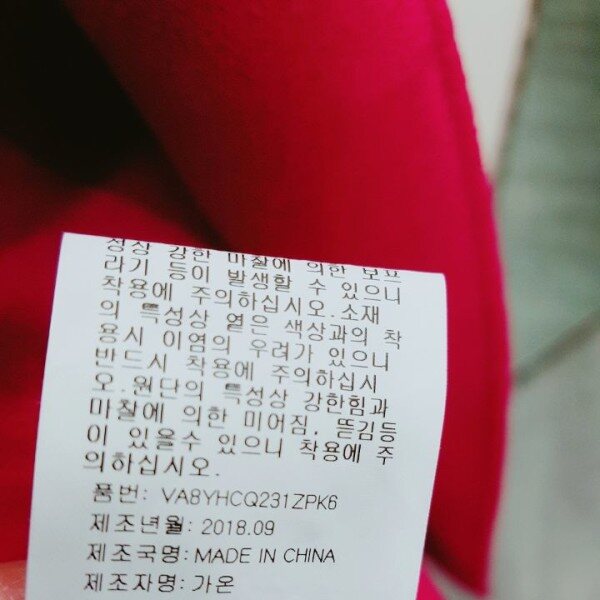 정상 강한 마찰에 의한 보프
라기 등이 발생할 수 있으니
착용에 주의하십시오.소재
의 특성상 옅은 색상과의 착
용시 이염의 우려가 있으니
반드시 착용에 주의하십시
오.원단의 특성상 강한힘과
마찰에 의한 미어짐, 뜯김등
이 있을수 있으니 착용에 주
의하십시오.
품번: VA8YHCQ231ZPK6
제조년월: 2018.09
제조국명: MADE IN CHINA
제조자명: 가온